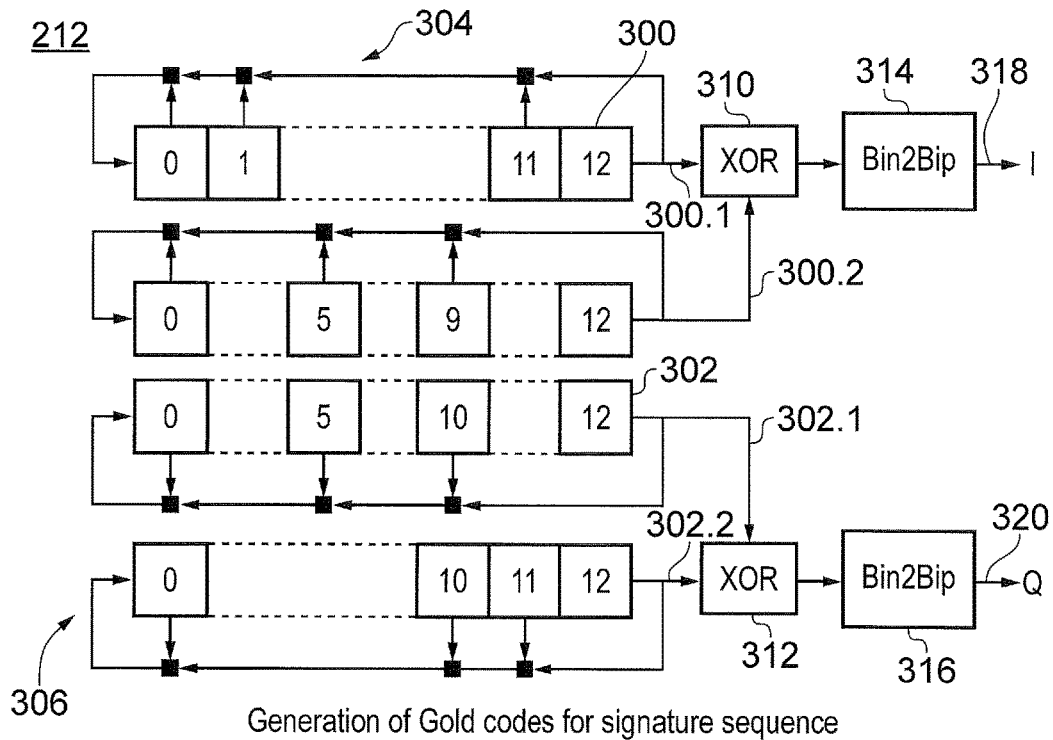 212
304
300
310
314
318
0 1 11 12
XOR
Bin2Bip
I
300.1
300.2
0 5 9 12
302
0 5 10 12
302.1
302.2
0 10 11 12
XOR
Bin2Bip
320
Q
312
316
306
Generation of Gold codes for signature sequence